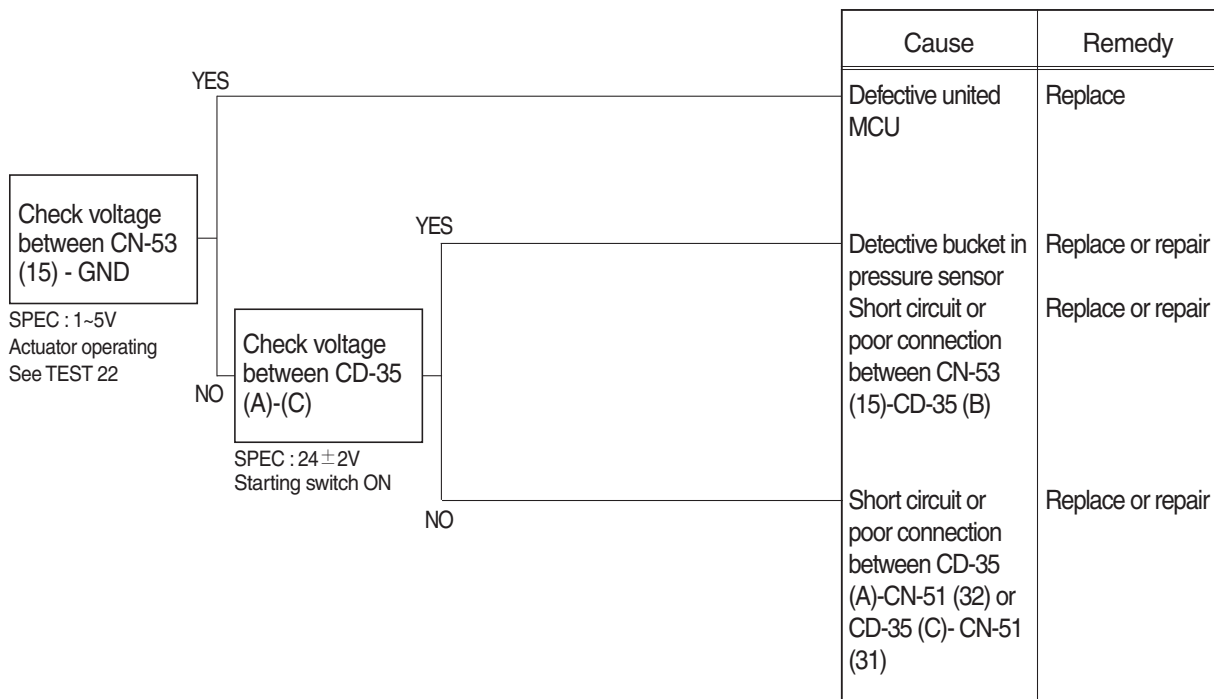 Cause
Remedy
YES
Defective united
MCU
Replace
Check voltage
between CN-53
(15) - GND
SPEC : 1~5V
Actuator operating
See TEST 22
NO
YES
Check voltage
between CD-35
(A)-(C)
SPEC : 24±2V
Starting switch ON
NO
Detective bucket in
pressure sensor
Replace or repair
Short circuit or
poor connection
between CN-53
(15)-CD-35 (B)
Replace or repair
Short circuit or
poor connection
between CD-35
(A)-CN-51 (32) or
CD-35 (C)- CN-51
(31)
Replace or repair